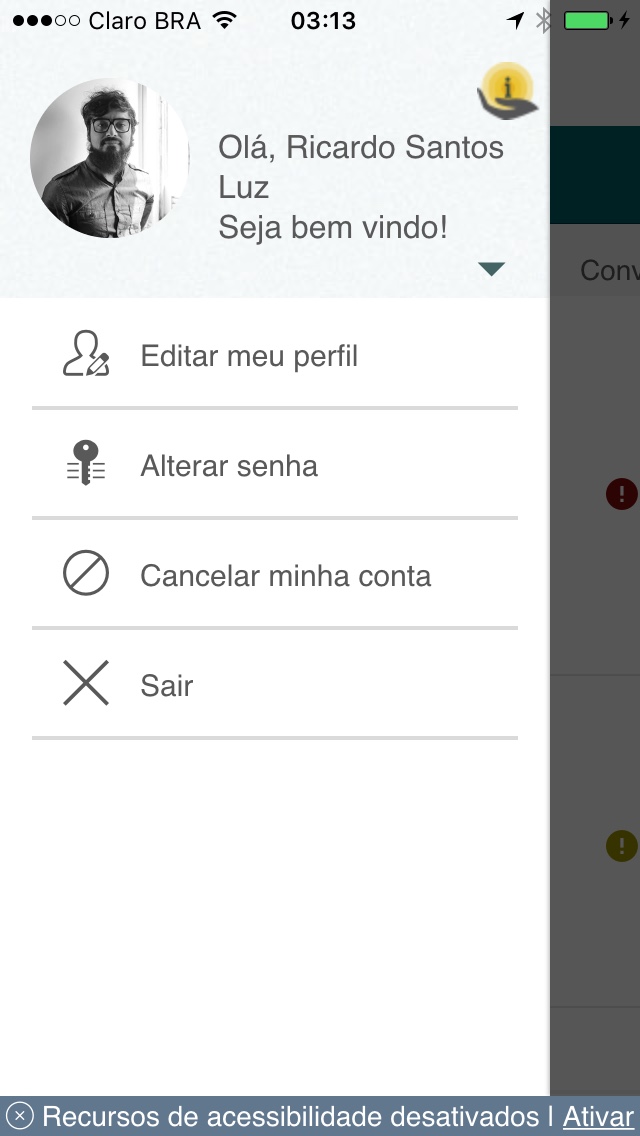 Claro BRA 03:13
Olá, Ricardo Santos
Luz
Seja bem vindo!
Conv
Editar meu perfil
Alterar senha
Cancelar minha conta
Sair
Recursos de acessibilidade desativados | Ativar